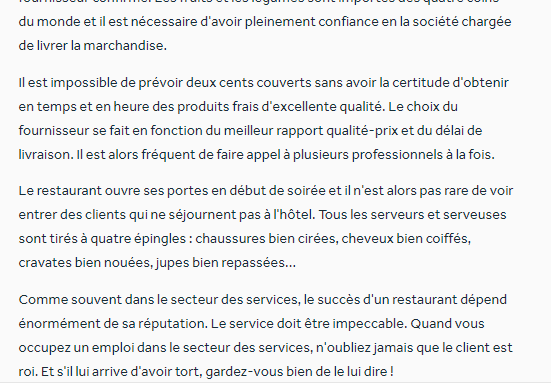 du monde et il est nécessaire d'avoir pleinement confiance en la société chargée
de livrer la marchandise.
Il est impossible de prévoir deux cents couverts sans avoir la certitude d'obtenir
en temps et en heure des produits frais d'excellente qualité. Le choix du
fournisseur se fait en fonction du meilleur rapport qualité-prix et du délai de
livraison. Il est alors fréquent de faire appel à plusieurs professionnels à la fois.
Le restaurant ouvre ses portes en début de soirée et il n'est alors pas rare de voir
entrer des clients qui ne séjournent pas à l'hôtel. Tous les serveurs et serveuses
sont tirés à quatre épingles : chaussures bien cirées, cheveux bien coiffés,
cravates bien nouées, jupes bien repassées...
Comme souvent dans le secteur des services, le succès d'un restaurant dépend
énormément de sa réputation. Le service doit être impeccable. Quand vous
occupez un emploi dans le secteur des services, n'oubliez jamais que le client est
roi. Et s'il lui arrive d'avoir tort, gardez-vous bien de le lui dire !